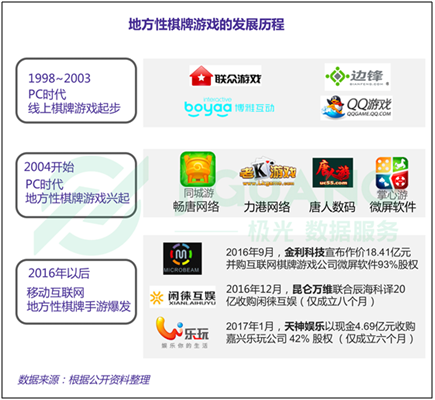 地方性棋牌游戏的发展历程
1998~2003
PC时代
线上棋牌游戏起步
联众游戏
边锋
interactive
boyaa 博雅互动
QQ游戏
QQGAME.QQ.COM
2004开始
PC时代
地方性棋牌游戏兴起
同城游
畅唐网络
老K游戏
力港网络
唐人游
uc55.com
唐人数码
掌心游
微屏软件
极光 数据服务
2016年以后
移动互联网
地方性棋牌手游爆发
MICROBEAM
2016年9月,金利科技宣布作价18.41亿元
并购互联网棋牌游戏公司微屏软件93%股权
闲徕互娱
XIANLAIHUYU
2016年12月,昆仑万维联合辰海科译20
亿收购闲徕互娱(仅成立八个月)
乐玩
娱乐你的生活
2017年1月,天神娱乐以现金4.69亿元收购
嘉兴乐玩公司 42% 股权 (仅成立六个月)
数据来源:根据公开资料整理